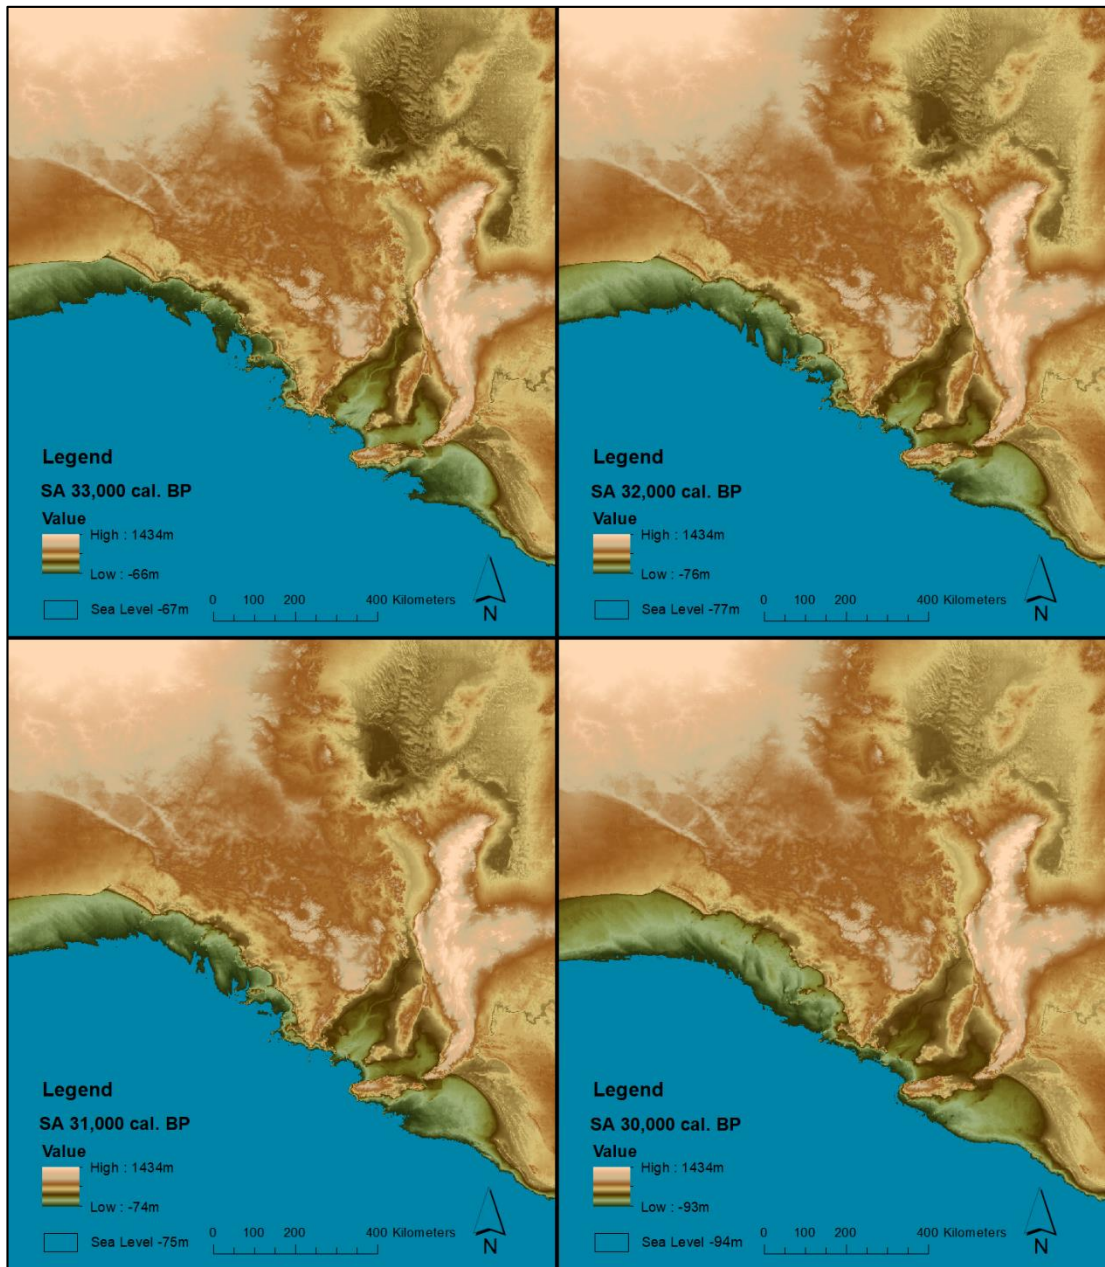 Legend
SA 33,000 cal. BP
Value
High : 1434m
Low : -66m
Sea Level -67m
0 100 200 400 Kilometers
N
Legend
SA 32,000 cal. BP
Value
High : 1434m
Low : -76m
Sea Level -77m
0 100 200 400 Kilometers
N
Legend
SA 31,000 cal. BP
Value
High : 1434m
Low : -74m
Sea Level -75m
0 100 200 400 Kilometers
N
Legend
SA 30,000 cal. BP
Value
High : 1434m
Low : -93m
Sea Level -94m
0 100 200 400 Kilometers
N